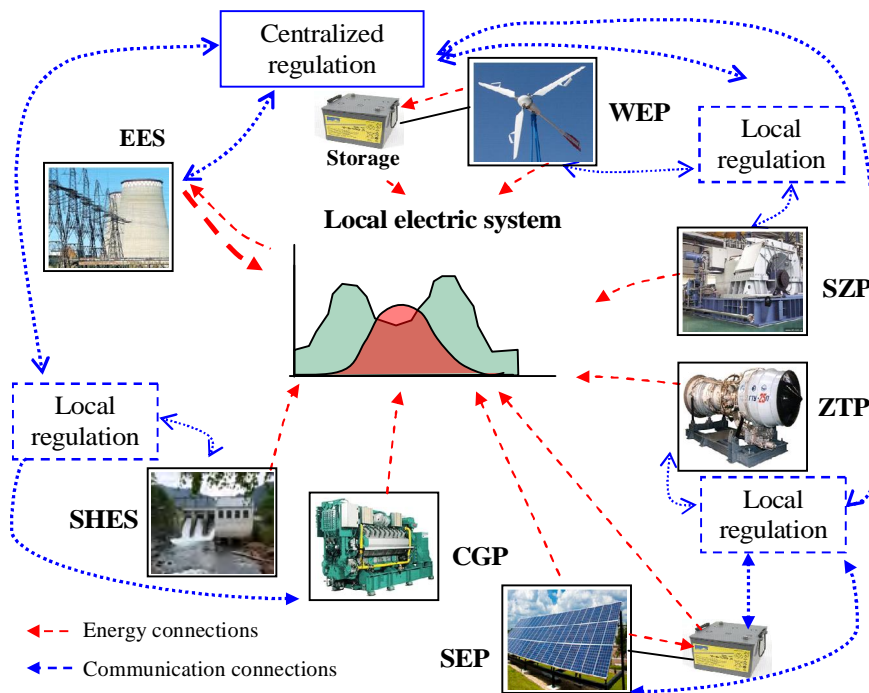 Centralized
regulation
EES
Storage
WEP
Local
regulation
Local electric system
SZP
ZTP
Local
regulation
SHES
CGP
Local
regulation
SEP
Energy connections
Communication connections